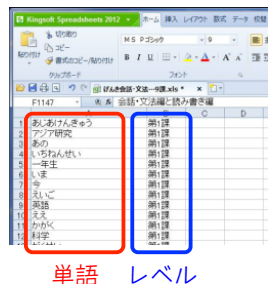 Kingsoft Spreadsheets 2012
ホーム 挿入 レイアウト 数式 データ 校閲
切り取り
コピー
貼り付け
書式のコピー/貼り付け
MS Pゴシック 9
B I U
クリップボード フォント
げんき会話・文法…9課.xls *
F1147 会話・文法編と読み書き編
C D
1 あじあけんきゅう 第1課
2 アジア研究 第1課
3 あの 第1課
4 いちねんせい 第1課
5 一年生 第1課
6 いま 第1課
7 今 第1課
8 えいご 第1課
9 英語 第1課
10 ええ 第1課
11 かがく 第1課
12 科学 第1課
単語 レベル